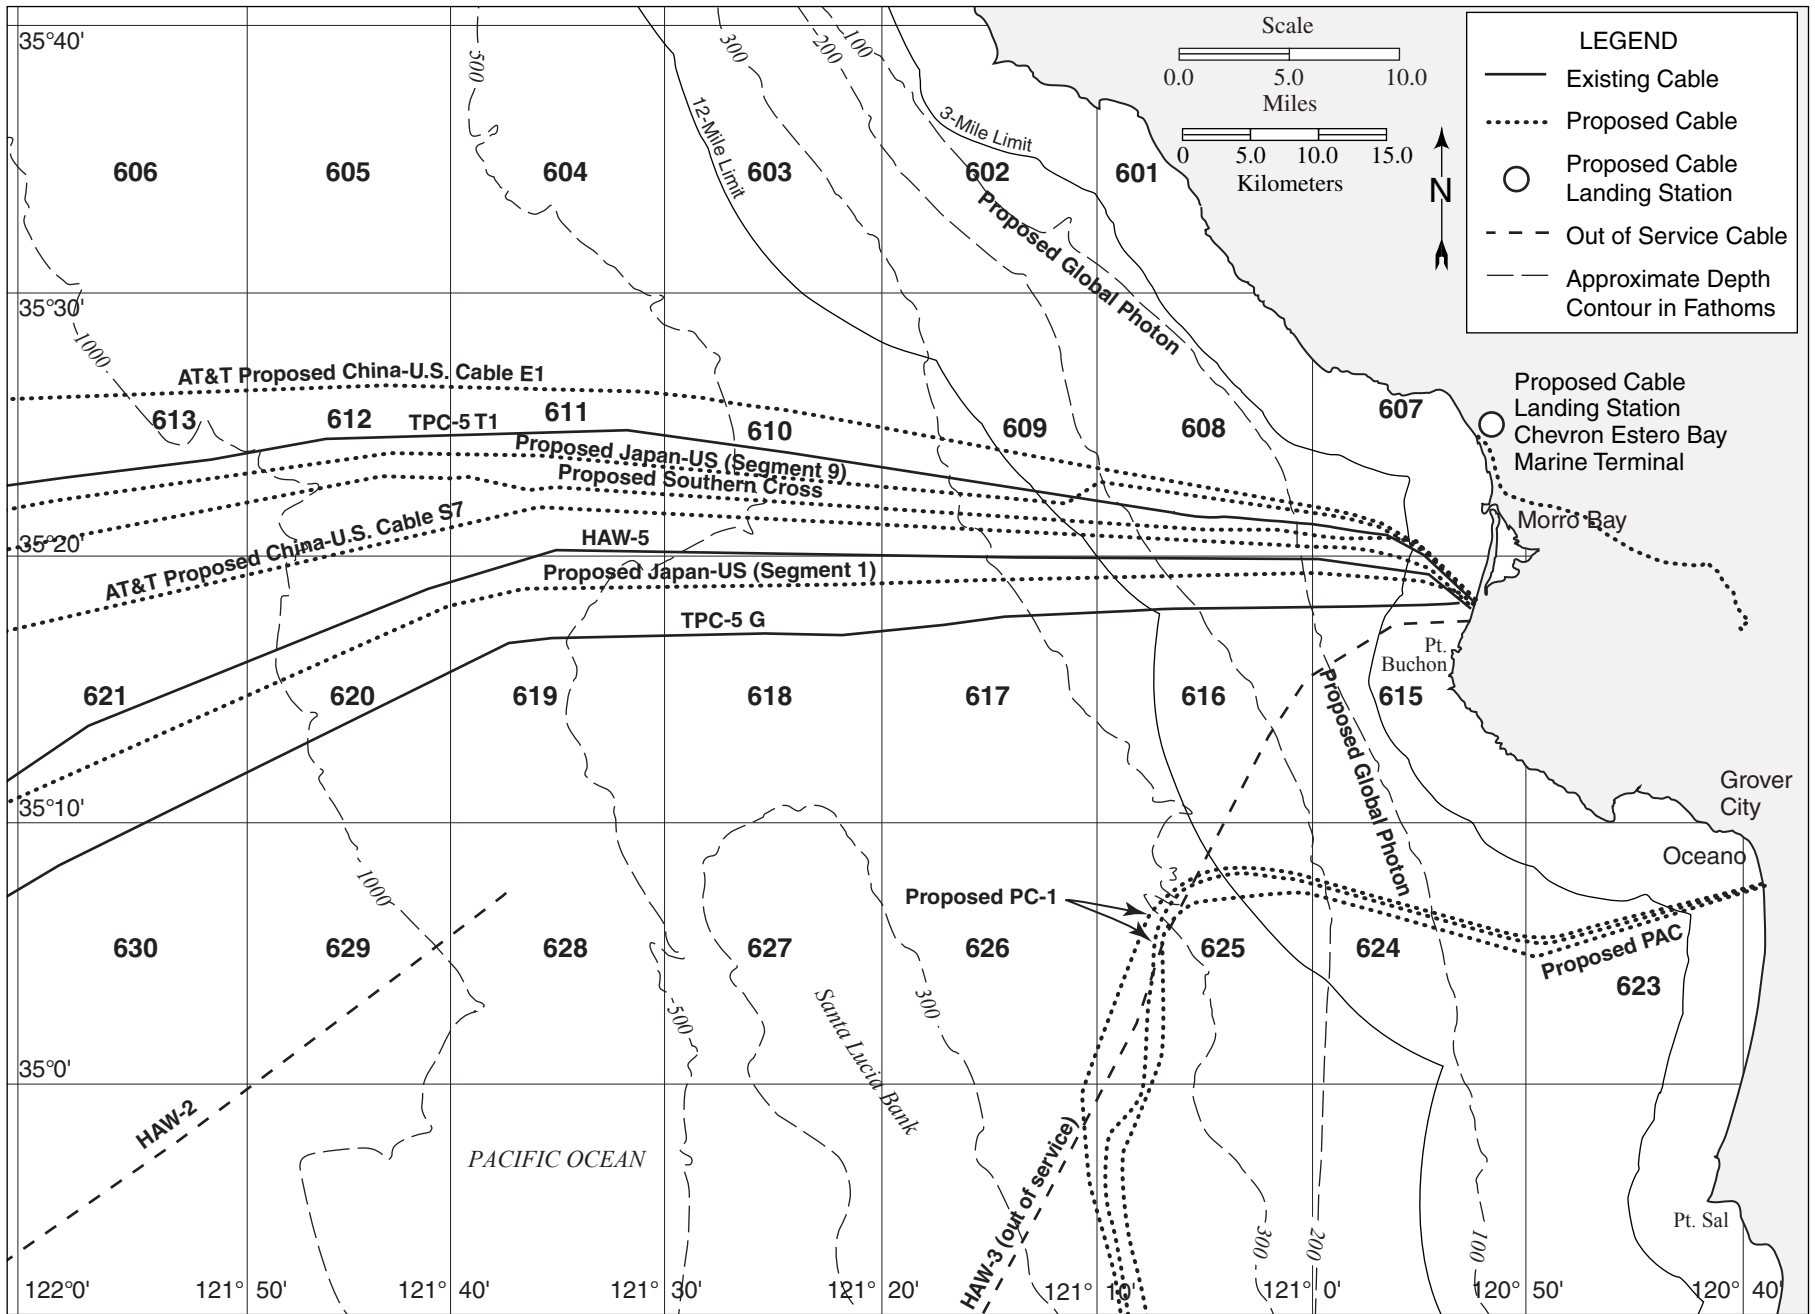 35°40'
500
300
200
100
Scale
0.0 5.0 10.0
Miles
0 5.0 10.0 15.0
Kilometers
N
LEGEND
Existing Cable
Proposed Cable
Proposed Cable
Landing Station
Out of Service Cable
Approximate Depth
Contour in Fathoms
12-Mile Limit
3-Mile Limit
606 605 604 603 602 601
Proposed Global Photon
35°30'
1000
AT&T Proposed China-U.S. Cable E1
613 612 611 610 609 608 607
TPC-5 T1
Proposed Cable
Landing Station
Chevron Estero Bay
Marine Terminal
Proposed Japan-US (Segment 9)
Proposed Southern Cross
AT&T Proposed China-U.S. Cable S7
Morro Bay
35°20'
HAW-5
Proposed Japan-US (Segment 1)
TPC-5 G
Pt.
Buchon
621 620 619 618 617 616 615
Proposed Global Photon
Grover
City
35°10'
Oceano
1000
Proposed PC-1
630 629 628 627 626 625 624
Proposed PAC
623
500
Santa Lucia Bank
300
35°0'
HAW-2
PACIFIC OCEAN
HAW-3 (out of service)
Pt. Sal
300
200
100
122°0' 121° 50' 121° 40' 121° 30' 121° 20' 121° 10' 121° 0' 120° 50' 120° 40'